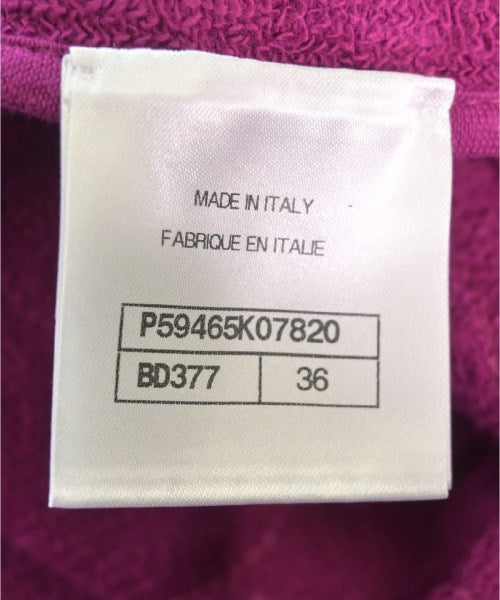 MADE IN ITALY
FABRIQUE EN ITALIE
P59465K07820
BD377 36